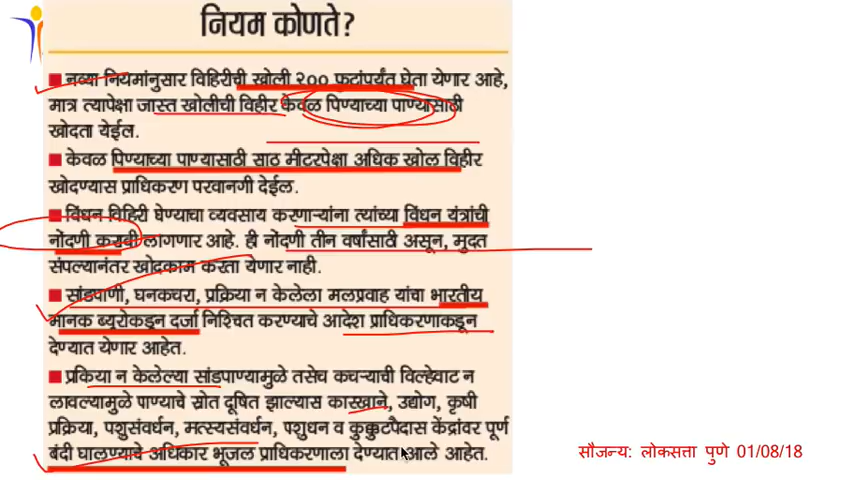 नियम कोणते?
■ नव्या नियमांनुसार विहिरीची खोली २०० फुटांपर्यंत घेता येणार आहे,
मात्र त्यापेक्षा जास्त खोलीची विहीर केवळ पिण्याच्या पाण्यासाठी
खोदता येईल.
■ केवळ पिण्याच्या पाण्यासाठी साठ मीटरपेक्षा अधिक खोल विहीर
खोदण्यास प्राधिकरण परवानगी देईल.
■ विंधन विहिरी घेण्याचा व्यवसाय करणाऱ्यांना त्यांच्या विंधन यंत्रांची
नोंदणी करावी लागणार आहे. ही नोंदणी तीन वर्षांसाठी असून, मुदत
संपल्यानंतर खोदकाम करता येणार नाही.
■ सांडपाणी, घनकचरा, प्रक्रिया न केलेला मलप्रवाह यांचा भारतीय
मानक ब्युरोकडून दर्जा निश्चित करण्याचे आदेश प्राधिकरणाकडून
देण्यात येणार आहेत.
■ प्रकिया न केलेल्या सांडपाण्यामुळे तसेच कचऱ्याची विल्हेवाट न
लावल्यामुळे पाण्याचे स्रोत दूषित झाल्यास कारखाने, उद्योग, कृषी
प्रक्रिया, पशुसंवर्धन, मत्स्यसंवर्धन, पशुधन व कुक्कुटपैदास केंद्रांवर पूर्ण
बंदी घालण्याचे अधिकार भूजल प्राधिकरणाला देण्यात आले आहेत.
सौजन्य: लोकसत्ता पुणे 01/08/18